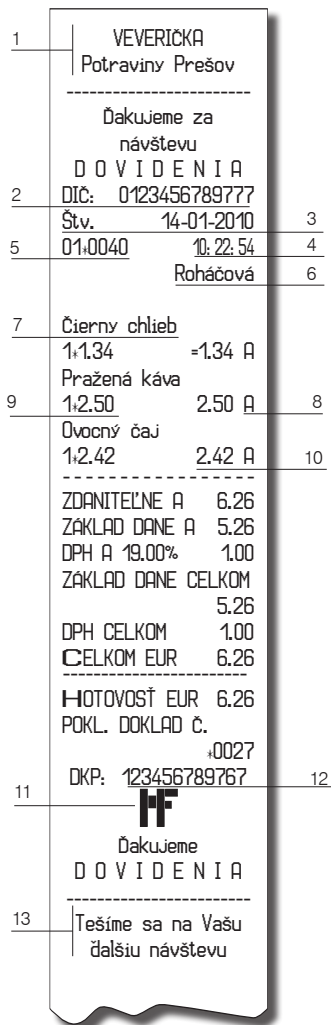 1 VEVERIČKA
Potraviny Prešov
------------------------
Ďakujeme za
návštevu
D O V I D E N I A
2 DIČ: 0123456789777
Štv. 14-01-2010 3
5 01*0040 10:22:54 4
Roháčová 6
7 Čierny chlieb
1*1.34 =1.34 A
Pražená káva
9 1*2.50 2.50 A 8
Ovocný čaj
1*2.42 2.42 A 10
- - - - - - - - - - - - - - - - -
ZDANITEĽNE A 6.26
ZÁKLAD DANE A 5.26
DPH A 19.00% 1.00
ZÁKLAD DANE CELKOM
5.26
DPH CELKOM 1.00
CELKOM EUR 6.26
------------------------
HOTOVOSŤ EUR 6.26
POKL. DOKLAD Č.
*0027
DKP: 123456789767 12
11 MF
Ďakujeme
D O V I D E N I A
------------------------
13 Tešíme sa na Vašu
ďalšiu návštevu